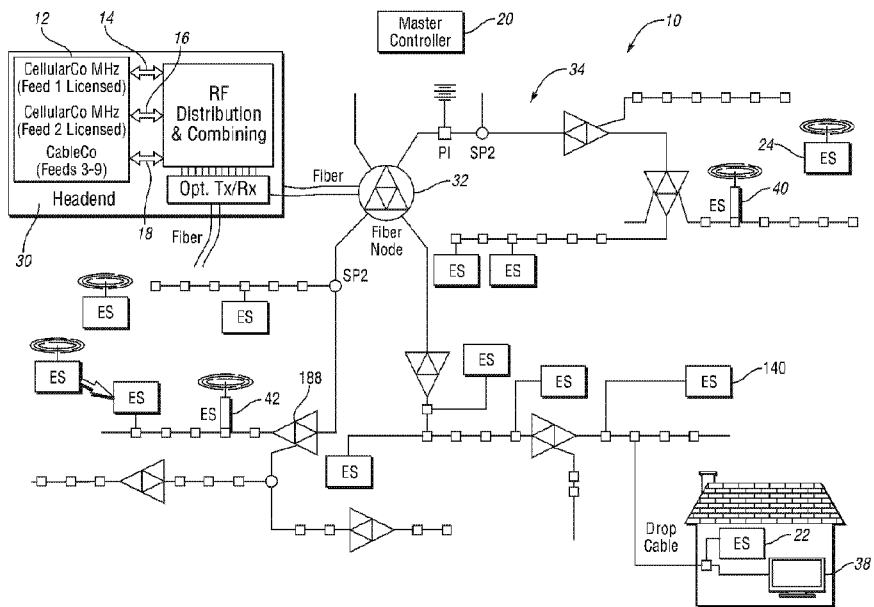 12
14
16
CellularCo MHz
(Feed 1 Licensed)
CellularCo MHz
(Feed 2 Licensed)
CableCo
(Feeds 3-9)
RF
Distribution
& Combining
Opt. Tx/Rx
Headend
18
30
Fiber
Fiber
Master
Controller
20
10
34
PI
SP2
32
Fiber
Node
24
ES
ES
40
ES
ES
SP2
ES
ES
ES
ES
ES
42
188
ES
ES
ES
140
ES
Drop
Cable
ES
22
38